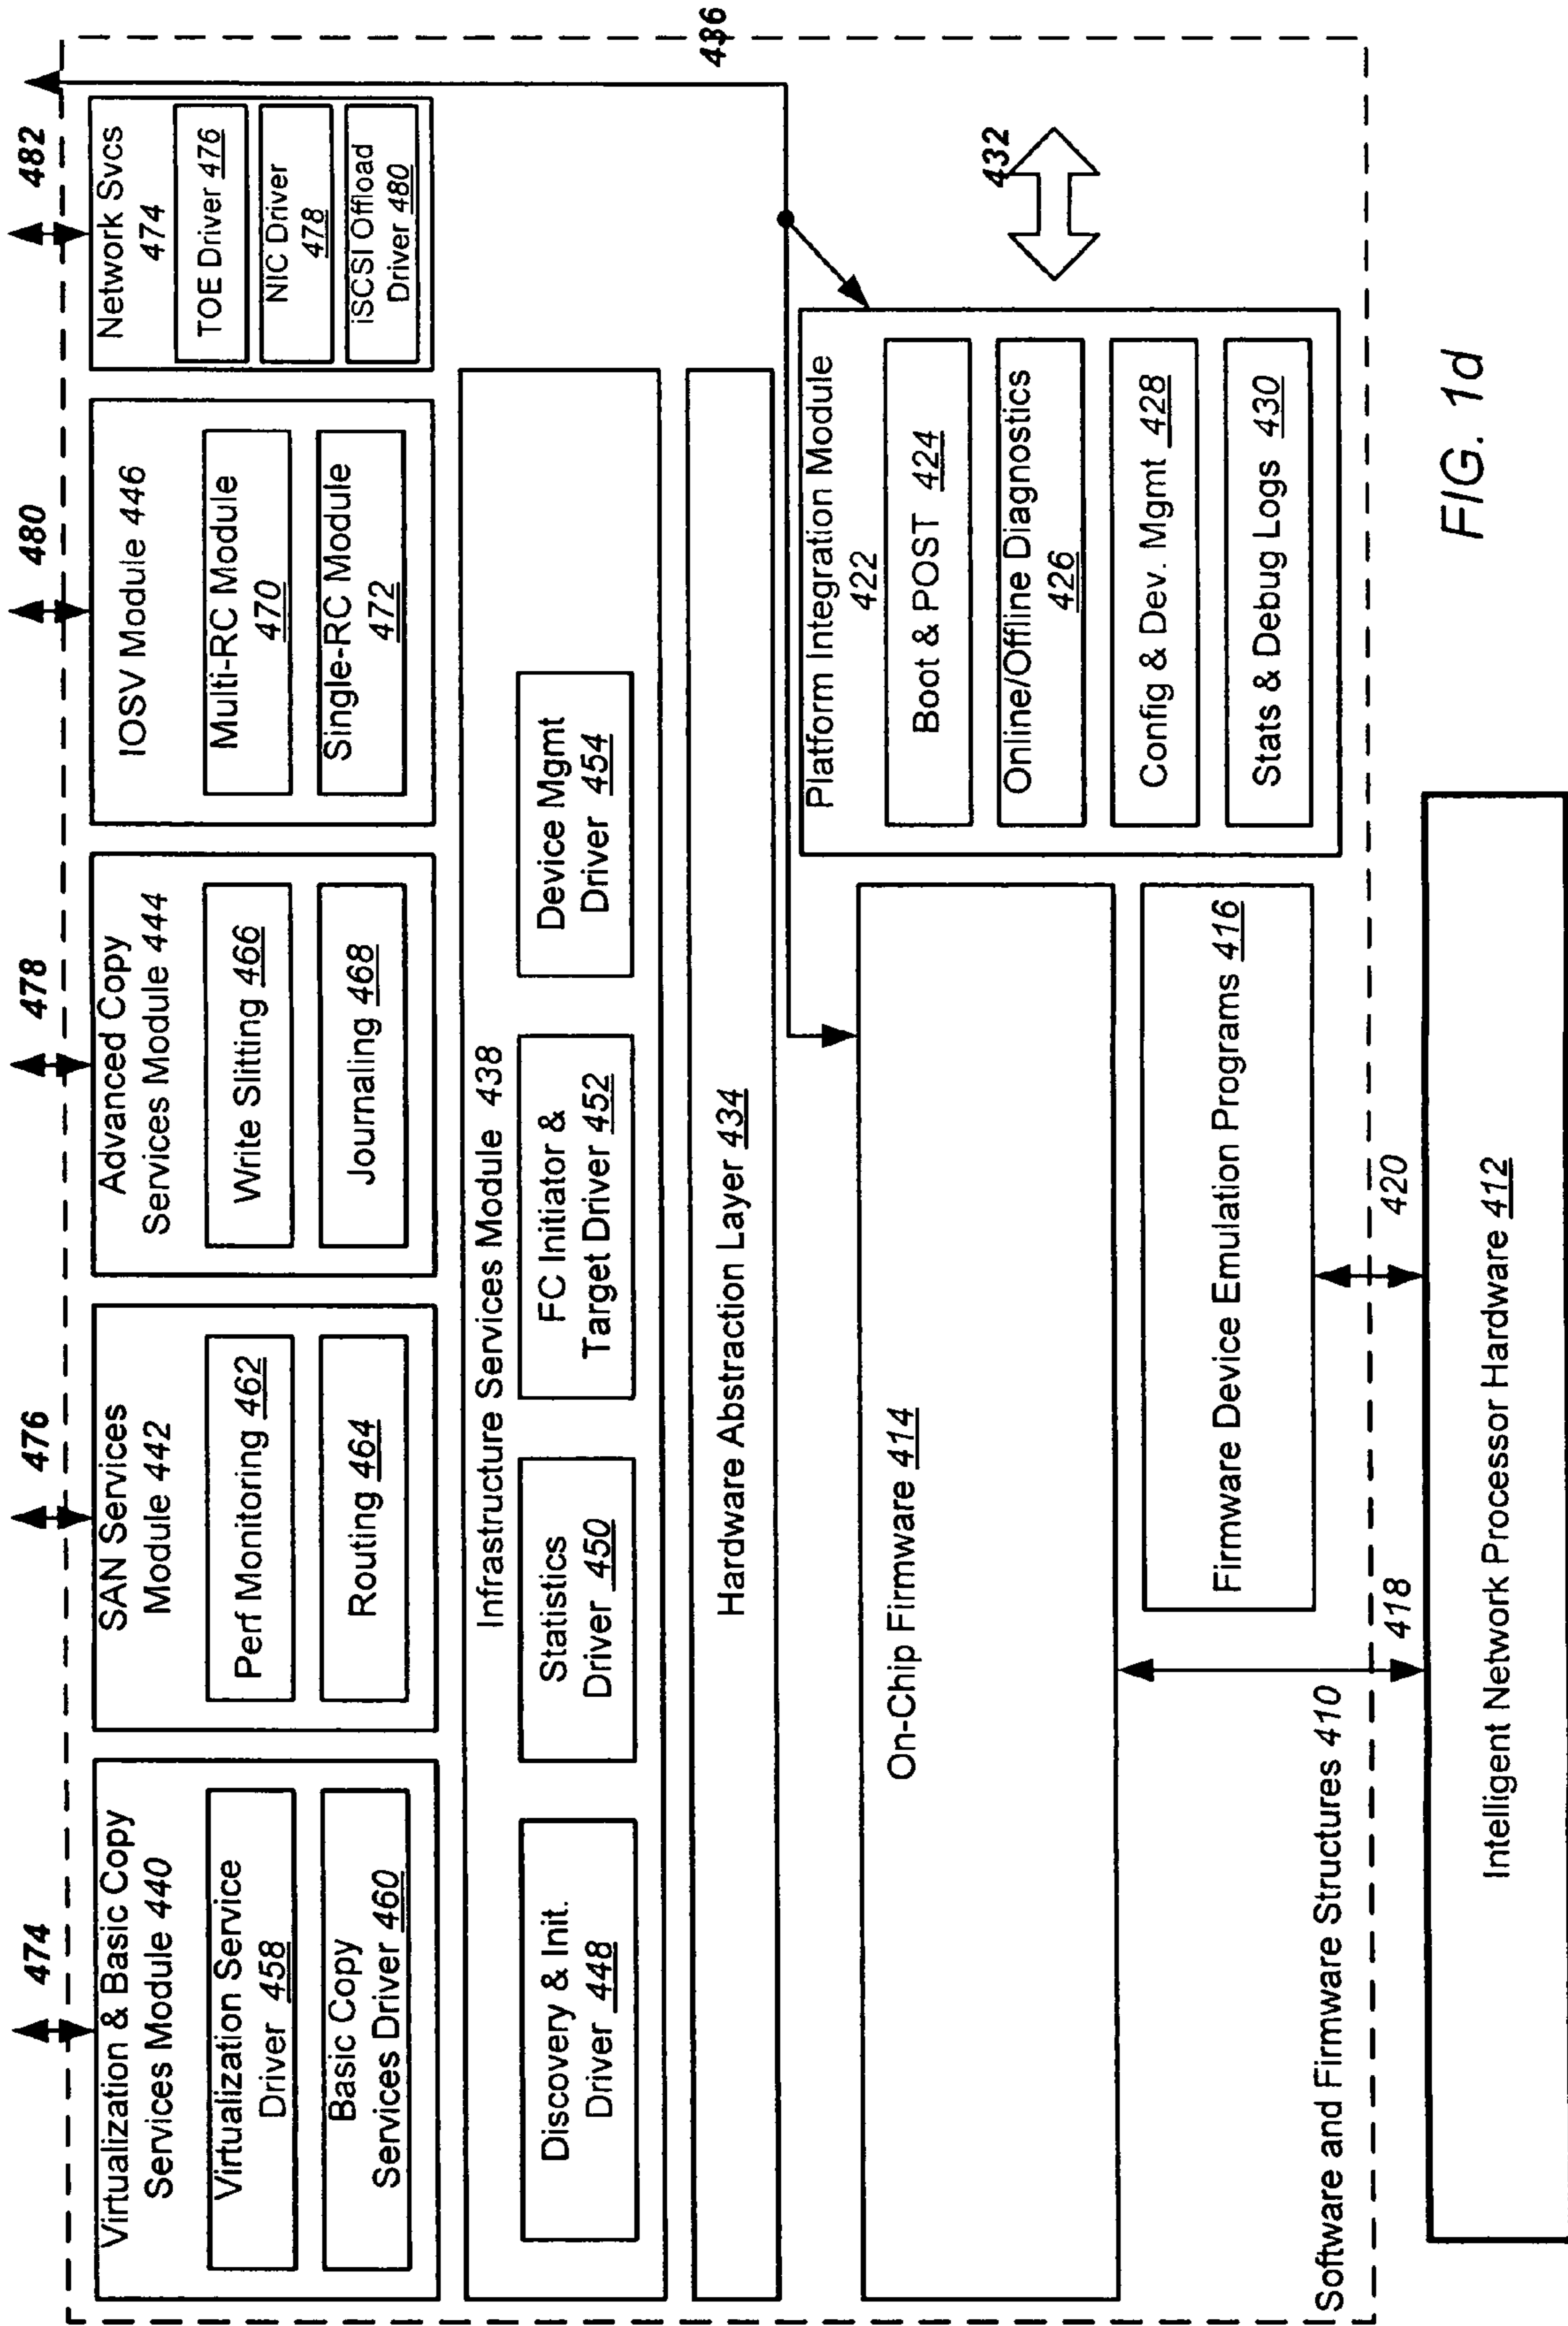 474
476
478
480
482
Virtualization & Basic Copy
Services Module 440
Virtualization Service
Driver 458
Basic Copy
Services Driver 460
SAN Services
Module 442
Perf Monitoring 462
Routing 464
Advanced Copy
Services Module 444
Write Slitting 466
Journaling 468
IOSV Module 446
Multi-RC Module
470
Single-RC Module
472
Network Svcs
474
TOE Driver 476
NIC Driver
478
iSCSI Offload
Driver 480
Infrastructure Services Module 438
Discovery & Init.
Driver 448
Statistics
Driver 450
FC Initiator &
Target Driver 452
Device Mgmt
Driver 454
Hardware Abstraction Layer 434
436
On-Chip Firmware 414
Firmware Device Emulation Programs 416
Platform Integration Module
422
Boot & POST 424
Online/Offline Diagnostics
426
Config & Dev. Mgmt 428
Stats & Debug Logs 430
432
Software and Firmware Structures 410
418
420
Intelligent Network Processor Hardware 412
FIG. 1d